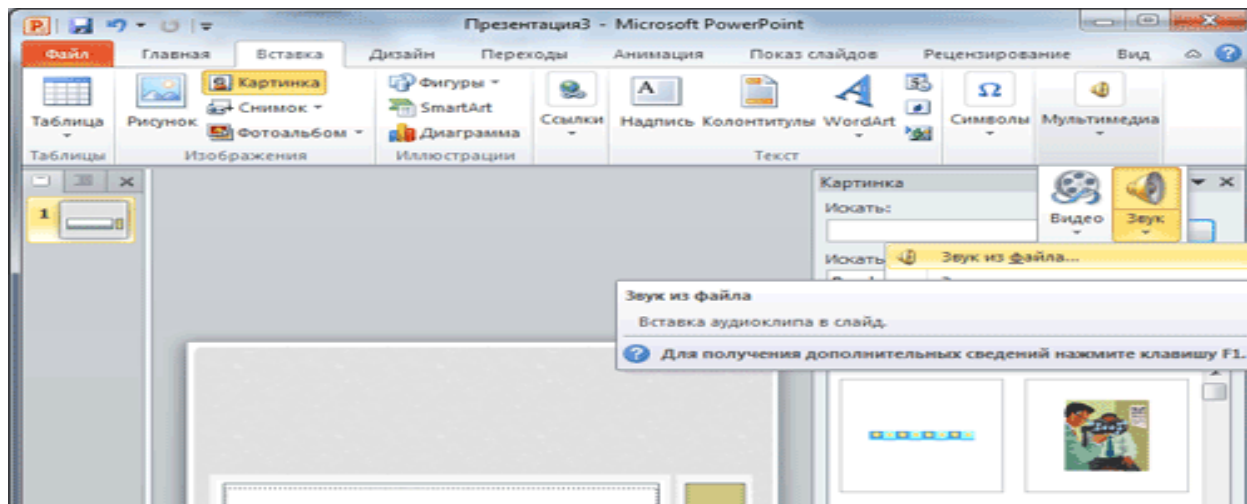 Презентация3 - Microsoft PowerPoint
Файл Главная Вставка Дизайн Переходы Анимация Показ слайдов Рецензирование Вид
Таблица
Рисунок
Картинка
Снимок
Фотоальбом
Фигуры
SmartArt
Диаграмма
Ссылки
Надпись
Колонтитулы
WordArt
Символы
Мультимедиа
Таблицы Изображения Иллюстрации Текст
1
Картинка
Искать:
Видео
Звук
Искать
Звук из файла...
Звук из файла
Вставка аудиоклипа в слайд.
Для получения дополнительных сведений нажмите клавишу F1.